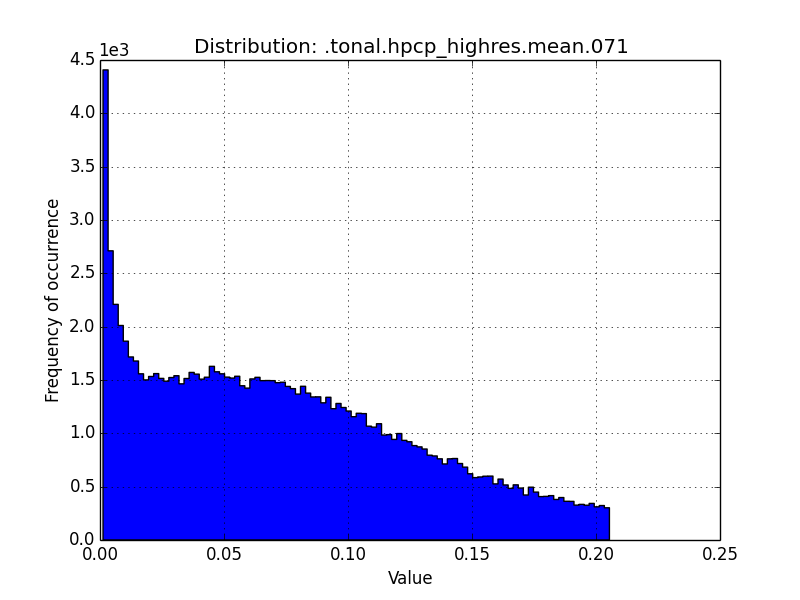 Distribution: .tonal.hpcp_highres.mean.071
1e3
4.5
4.0
3.5
3.0
2.5
2.0
1.5
1.0
0.5
0.0
Frequency of occurrence
0.00 0.05 0.10 0.15 0.20 0.25
Value